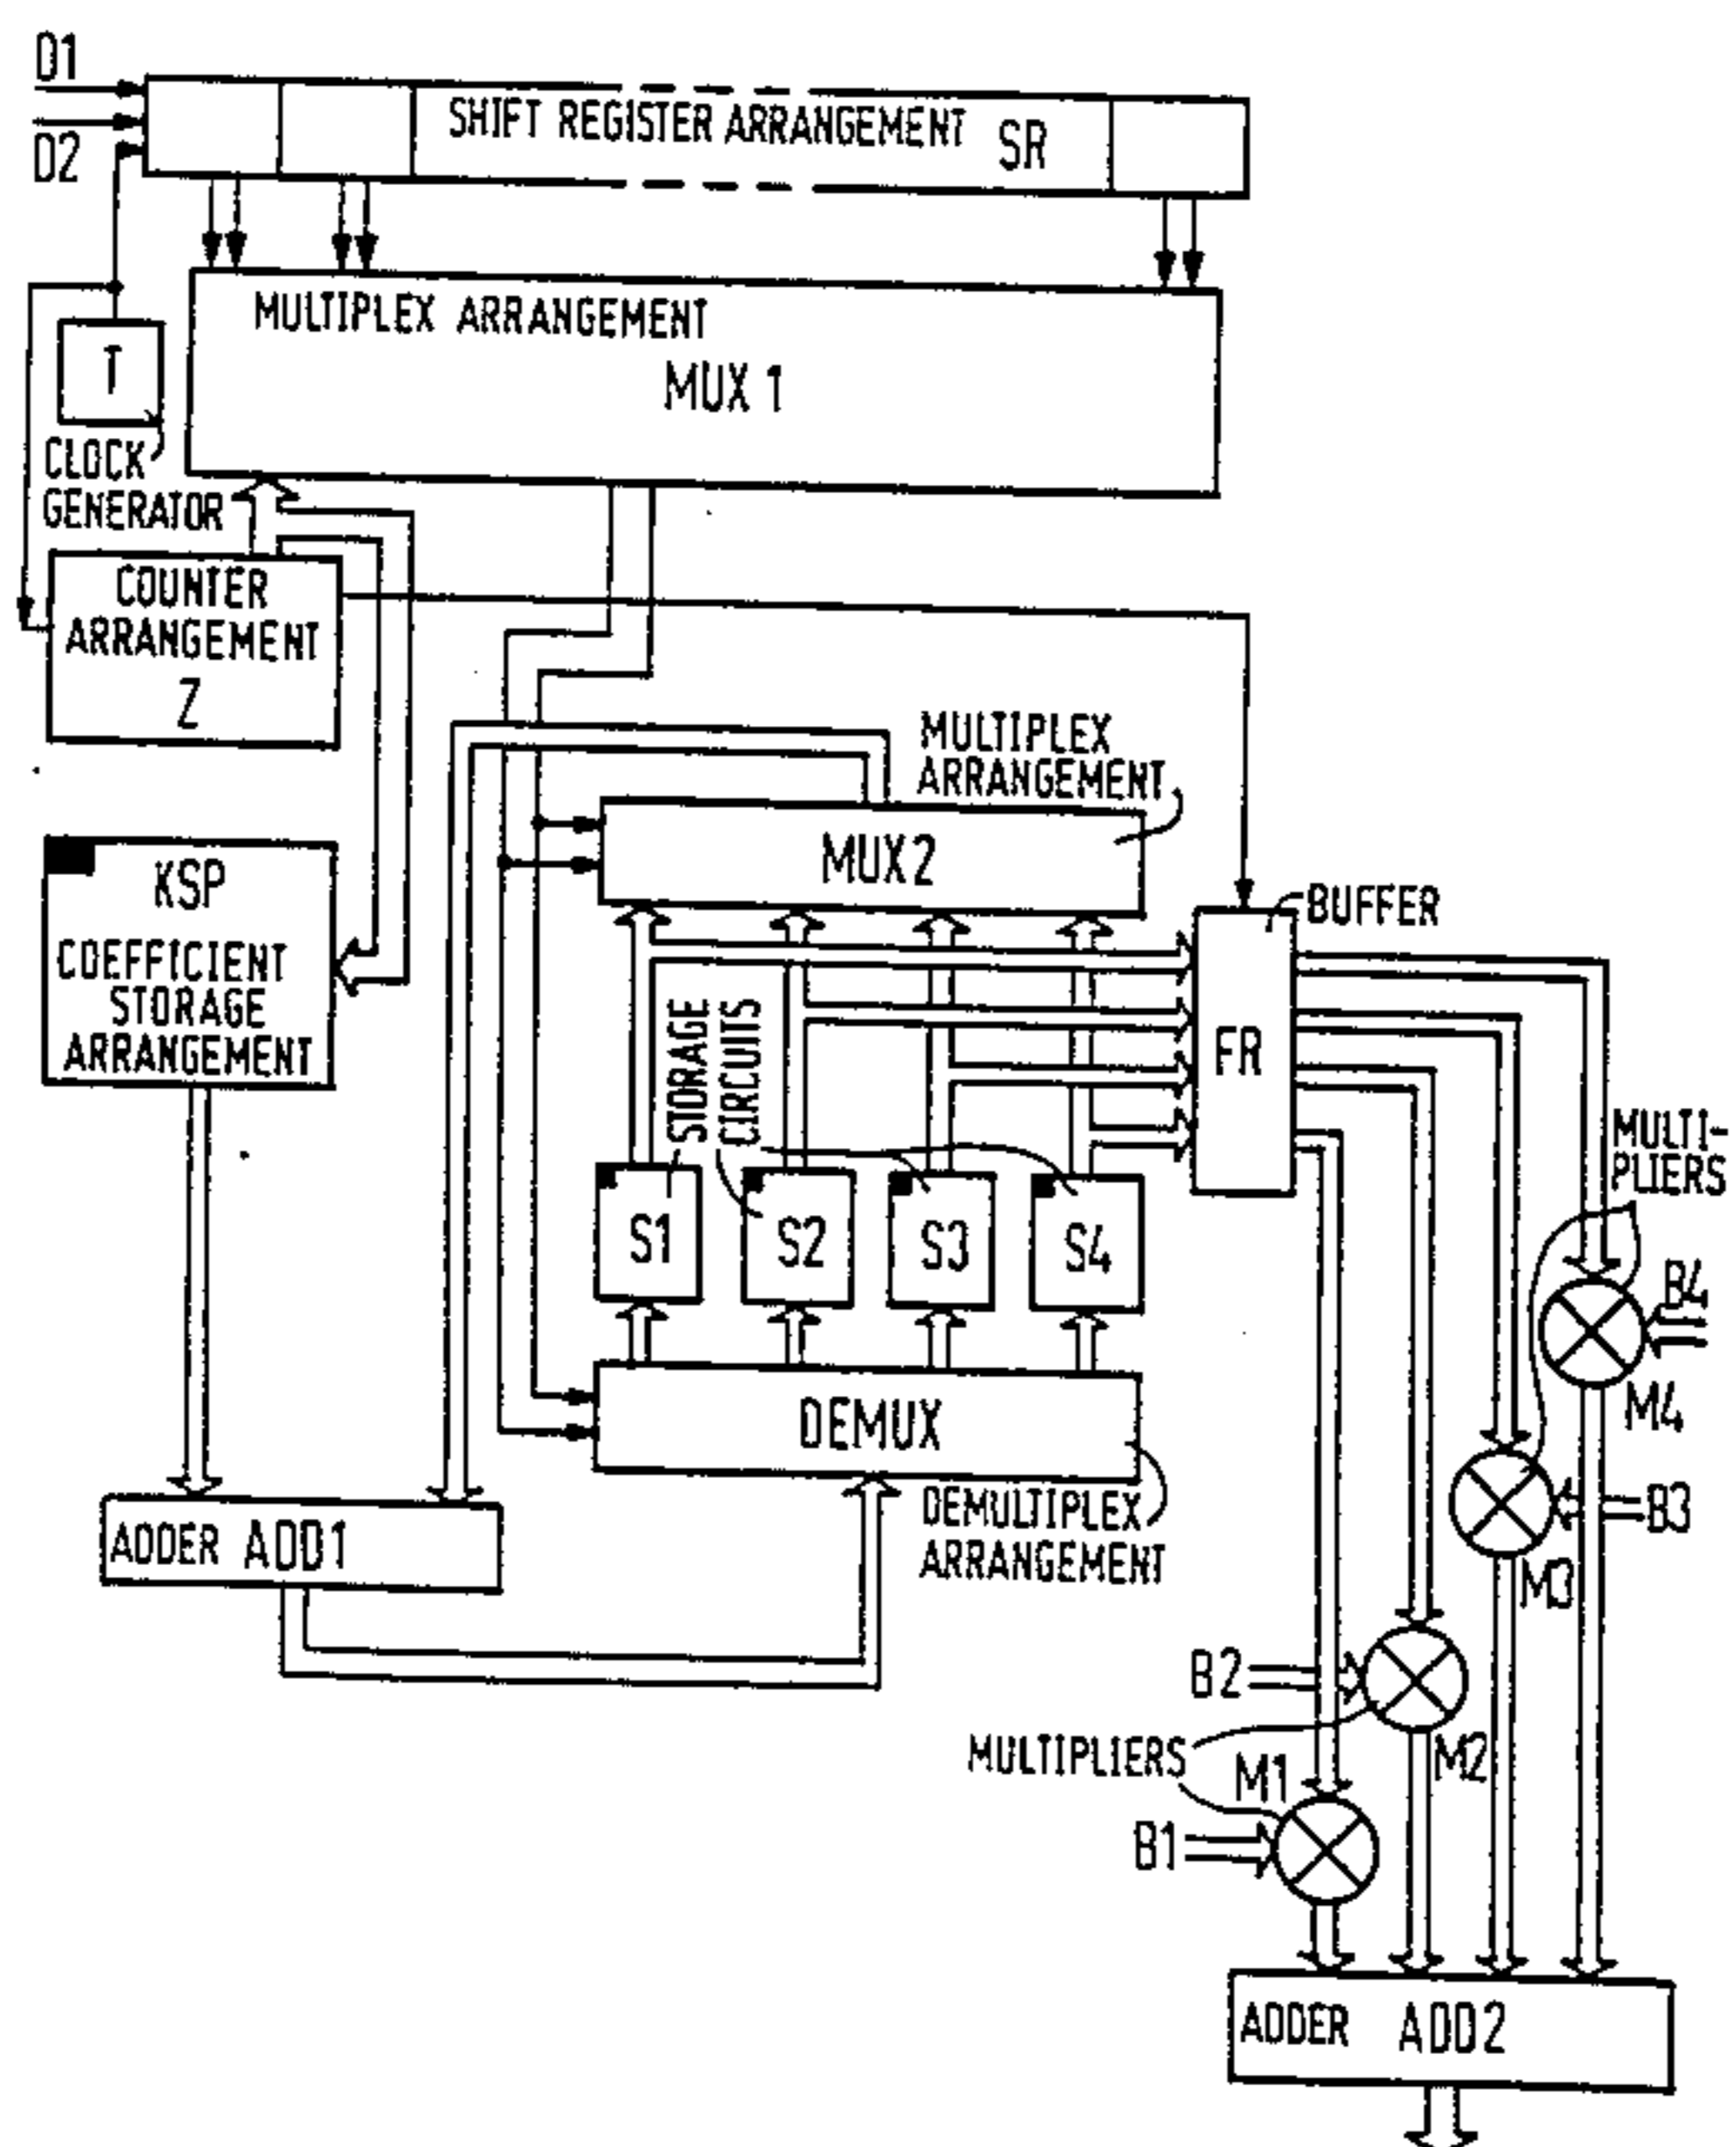 D1
D2
SHIFT REGISTER ARRANGEMENT SR
MULTIPLEX ARRANGEMENT
MUX 1
T
CLOCK
GENERATOR
COUNTER
ARRANGEMENT
Z
MULTIPLEX
ARRANGEMENT
MUX2
KSP
COEFFICIENT
STORAGE
ARRANGEMENT
BUFFER
FR
STORAGE
CIRCUITS
S1
S2
S3
S4
MULTI-
PLIERS
B4
M4
DEMUX
DEMULTIPLEX
ARRANGEMENT
B3
M3
ADDER ADD1
B2
M2
MULTIPLIERS
M1
B1
ADDER ADD2